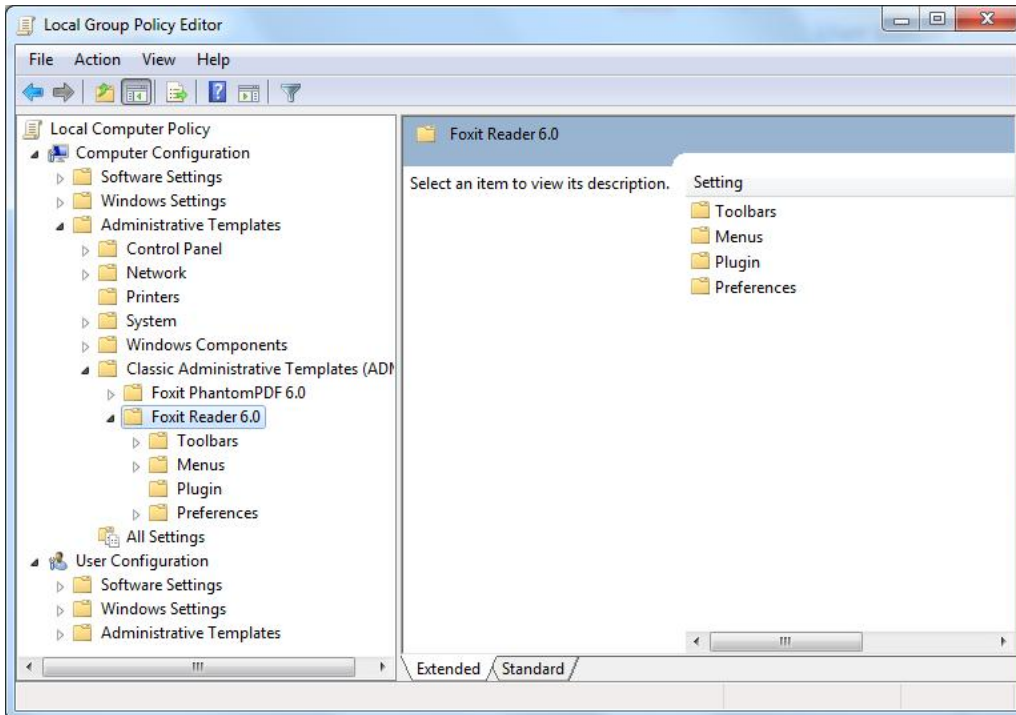 Local Group Policy Editor
File Action View Help
Local Computer Policy
Computer Configuration
Software Settings
Windows Settings
Administrative Templates
Control Panel
Network
Printers
System
Windows Components
Classic Administrative Templates (ADM
Foxit PhantomPDF 6.0
Foxit Reader 6.0
Toolbars
Menus
Plugin
Preferences
All Settings
User Configuration
Software Settings
Windows Settings
Administrative Templates
Foxit Reader 6.0
Select an item to view its description.
Setting
Toolbars
Menus
Plugin
Preferences
Extended Standard